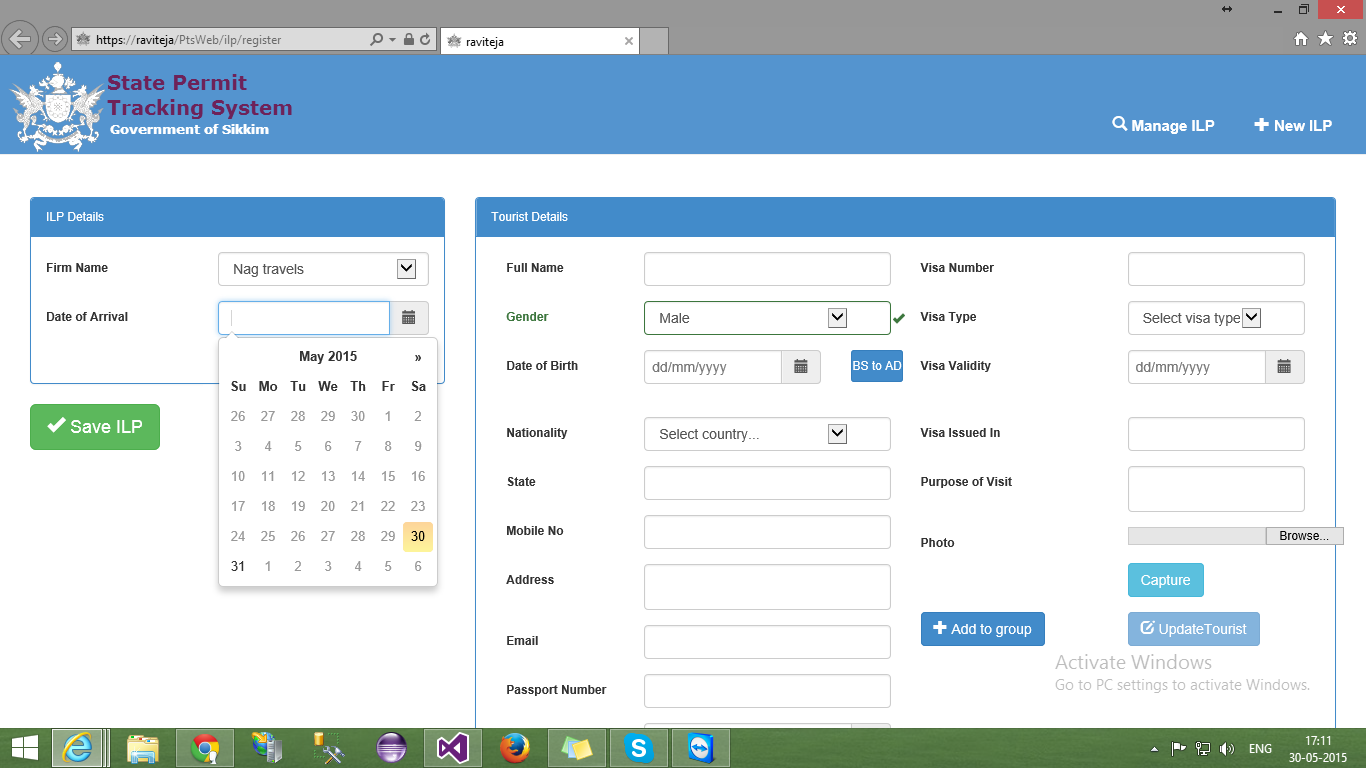 https://raviteja/PtsWeb/ilp/register
raviteja
State Permit
Tracking System
Government of Sikkim
Manage ILP
New ILP
ILP Details
Firm Name
Nag travels
Date of Arrival
May 2015 »
Su Mo Tu We Th Fr Sa
26 27 28 29 30 1 2
3 4 5 6 7 8 9
10 11 12 13 14 15 16
17 18 19 20 21 22 23
24 25 26 27 28 29 30
31 1 2 3 4 5 6
Save ILP
Tourist Details
Full Name
Gender
Male
Date of Birth
dd/mm/yyyy
BS to AD
Nationality
Select country...
State
Mobile No
Address
Email
Passport Number
Visa Number
Visa Type
Select visa type
Visa Validity
dd/mm/yyyy
Visa Issued In
Purpose of Visit
Photo
Browse...
Capture
Add to group
UpdateTourist
Activate Windows
Go to PC settings to activate Windows.
ENG
17:11
30-05-2015